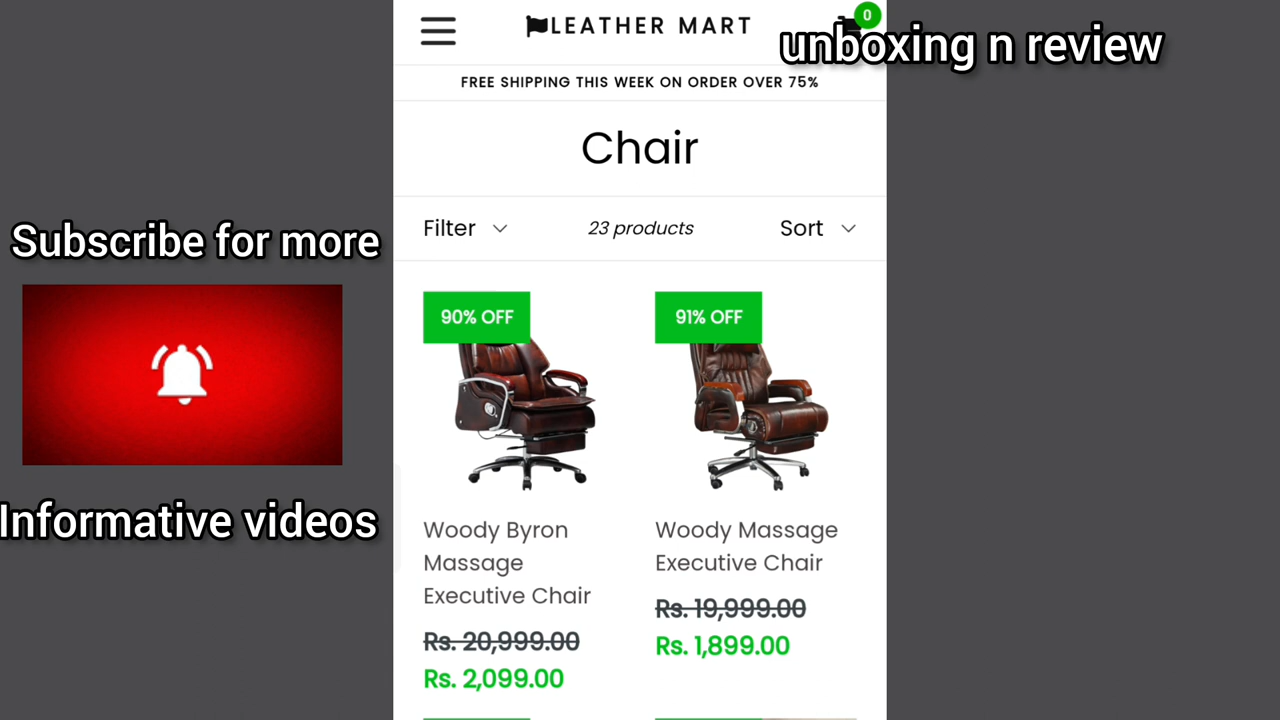 LEATHER MART
0
unboxing n review
FREE SHIPPING THIS WEEK ON ORDER OVER 75%
Chair
Filter
23 products
Sort
Subscribe for more
Informative videos
90% OFF
91% OFF
Woody Byron
Massage
Executive Chair
Rs. 20,999.00
Rs. 2,099.00
Woody Massage
Executive Chair
Rs. 19,999.00
Rs. 1,899.00